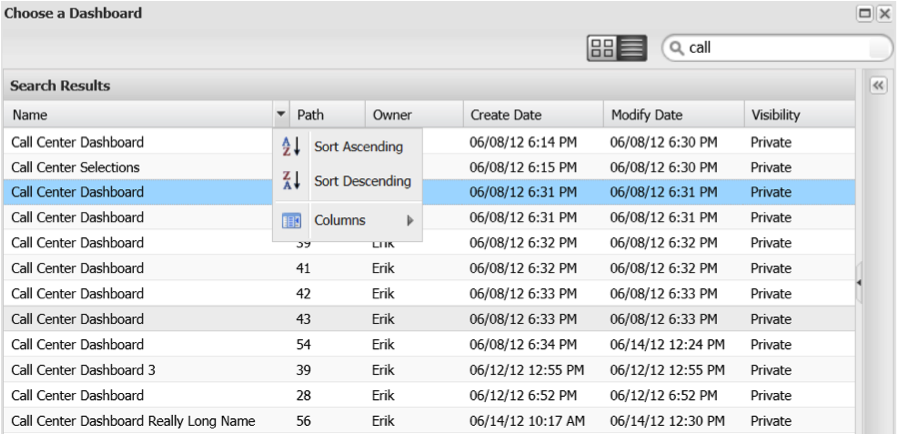 Choose a Dashboard
call
Search Results
Name Path Owner Create Date Modify Date Visibility
Call Center Dashboard 06/08/12 6:14 PM 06/08/12 6:30 PM Private
Sort Ascending
Call Center Selections 06/08/12 6:15 PM 06/08/12 6:30 PM Private
Sort Descending
Call Center Dashboard 06/08/12 6:31 PM 06/08/12 6:31 PM Private
Call Center Dashboard 06/08/12 6:31 PM 06/08/12 6:31 PM Private
Columns
Call Center Dashboard 39 Erik 06/08/12 6:32 PM 06/08/12 6:32 PM Private
Call Center Dashboard 41 Erik 06/08/12 6:32 PM 06/08/12 6:32 PM Private
Call Center Dashboard 42 Erik 06/08/12 6:33 PM 06/08/12 6:33 PM Private
Call Center Dashboard 43 Erik 06/08/12 6:33 PM 06/08/12 6:33 PM Private
Call Center Dashboard 54 Erik 06/08/12 6:34 PM 06/14/12 12:24 PM Private
Call Center Dashboard 3 39 Erik 06/12/12 12:55 PM 06/12/12 12:55 PM Private
Call Center Dashboard 28 Erik 06/12/12 6:52 PM 06/12/12 6:52 PM Private
Call Center Dashboard Really Long Name 56 Erik 06/14/12 10:17 AM 06/14/12 12:30 PM Private